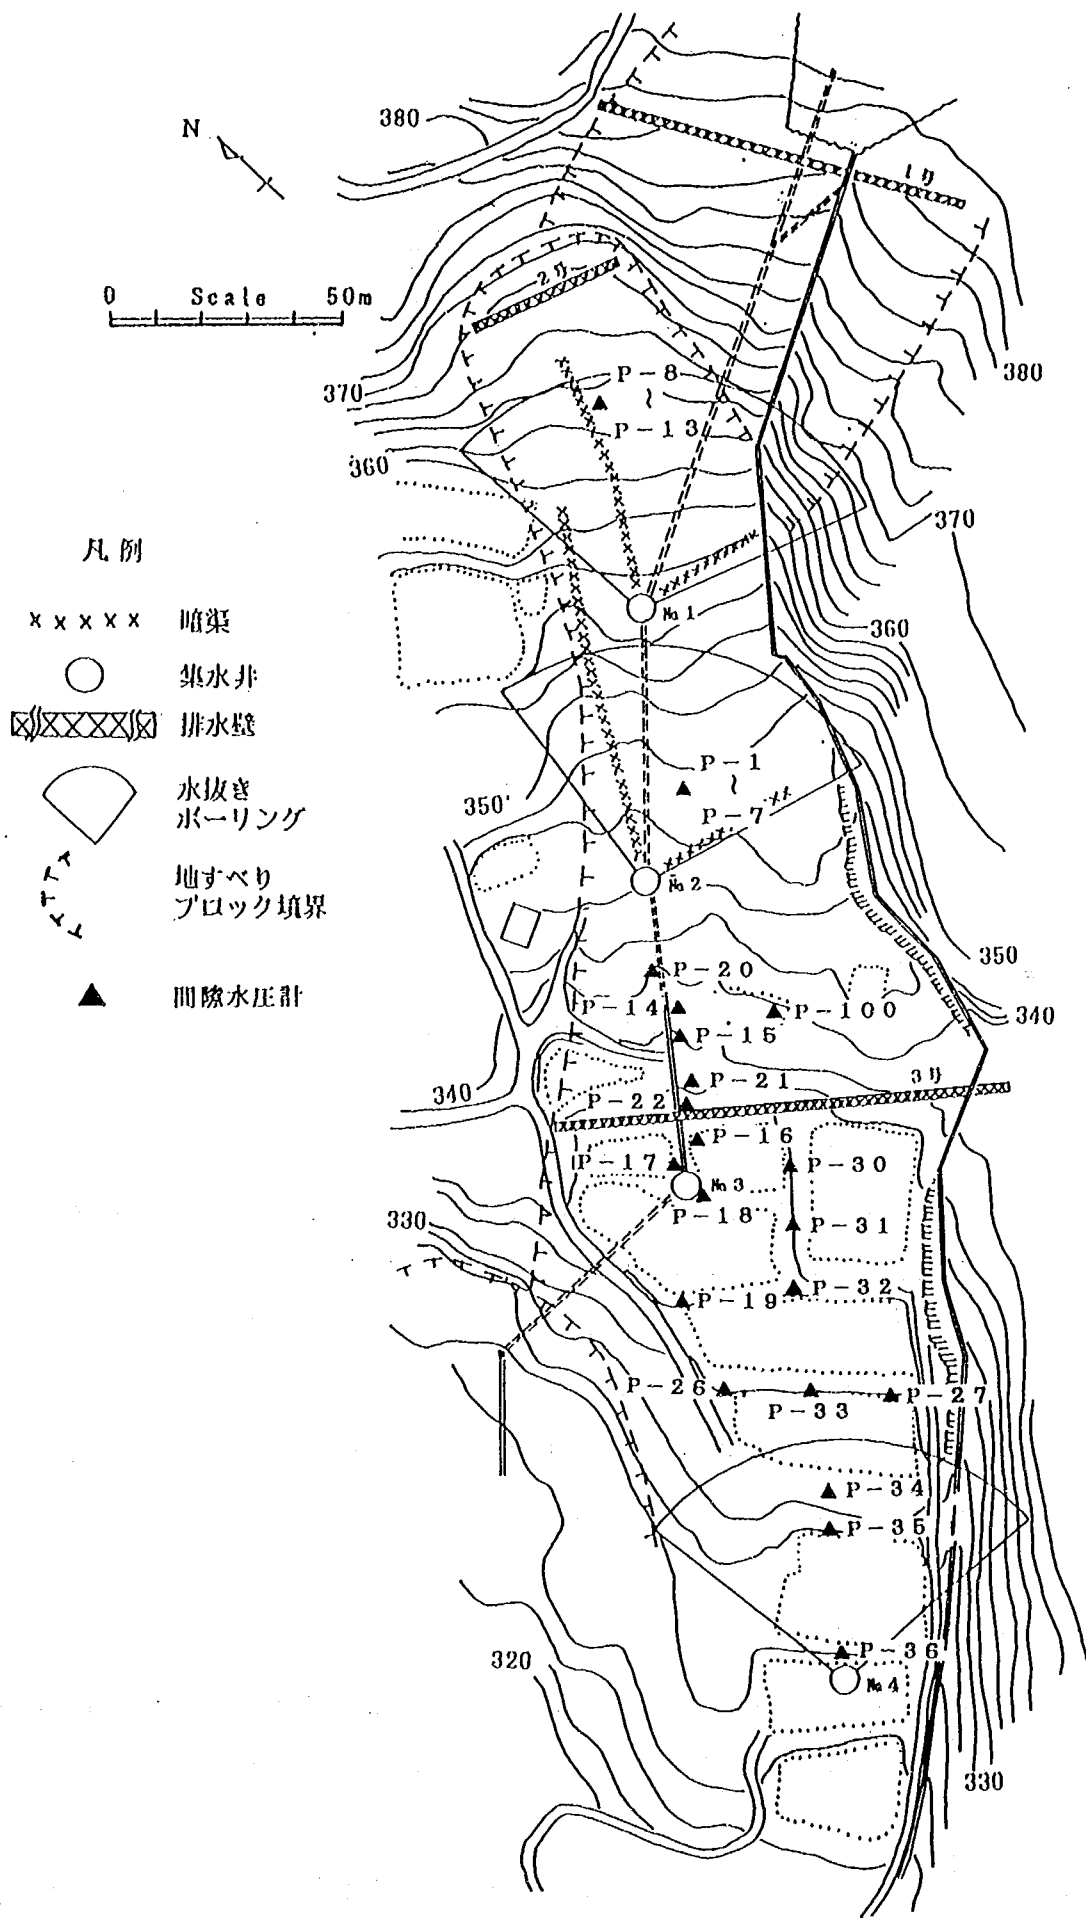 N
380
1号
0 Scale 50m
2号
370
380
P-8
~
P-13
360
370
凡例
暗渠
集水井
排水壁
水抜き
ボーリング
地すべり
ブロック境界
間隙水圧計
No1
360
P-1
~
P-7
350
No2
350
P-20
P-14
P-100
340
P-15
P-21
3号
340
P-22
P-16
P-17
P-30
No3
P-18
330
P-31
P-32
P-19
P-26
P-27
P-33
P-34
P-35
320
P-36
No4
330